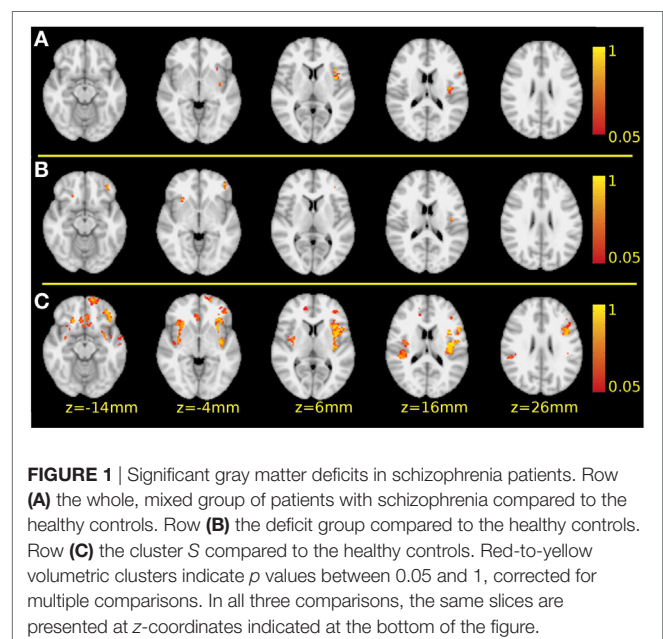 A
1
0.05
B
1
0.05
C
1
0.05
z=-14mm z=-4mm z=6mm z=16mm z=26mm
FIGURE 1 | Significant gray matter deficits in schizophrenia patients. Row
(A) the whole, mixed group of patients with schizophrenia compared to the
healthy controls. Row (B) the deficit group compared to the healthy controls.
Row (C) the cluster S compared to the healthy controls. Red-to-yellow
volumetric clusters indicate p values between 0.05 and 1, corrected for
multiple comparisons. In all three comparisons, the same slices are
presented at z-coordinates indicated at the bottom of the figure.